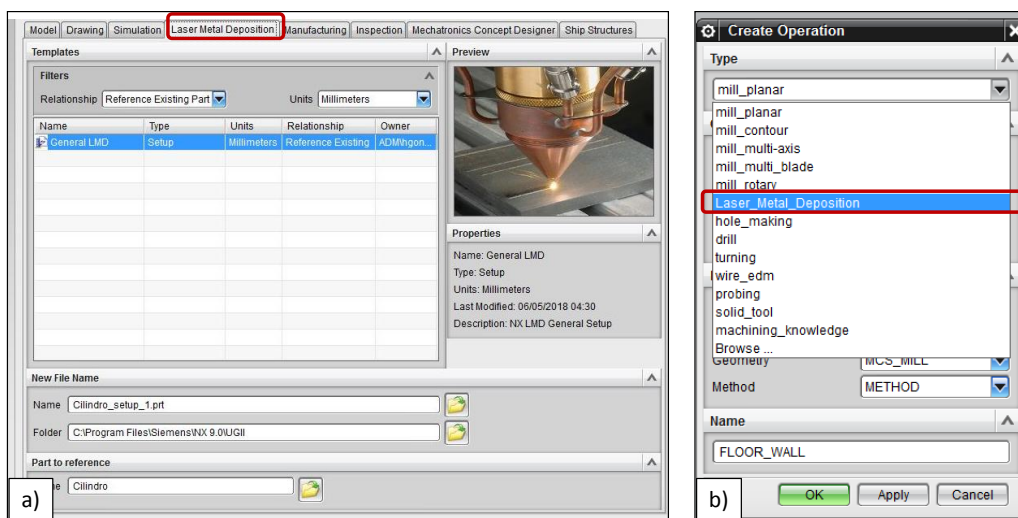 Model Drawing Simulation Laser Metal Deposition Manufacturing Inspection Mechatronics Concept Designer Ship Structures
Templates
Filters
Relationship Reference Existing Part Units Millimeters
Name Type Units Relationship Owner
General LMD Setup Millimeters Reference Existing ADM\hgon...
Preview
Properties
Name: General LMD
Type: Setup
Units: Millimeters
Last Modified: 06/05/2018 04:30
Description: NX LMD General Setup
New File Name
Name Cilindro_setup_1.prt
Folder C:\Program Files\Siemens\NX 9.0\UGII
Part to reference
Cilindro
a)
Create Operation
Type
mill_planar
mill_planar
mill_contour
mill_multi-axis
mill_multi_blade
mill_rotary
Laser_Metal_Deposition
hole_making
drill
turning
wire_edm
probing
solid_tool
machining_knowledge
Browse ...
Geometry MCS_MILL
Method METHOD
Name
FLOOR_WALL
b) OK Apply Cancel